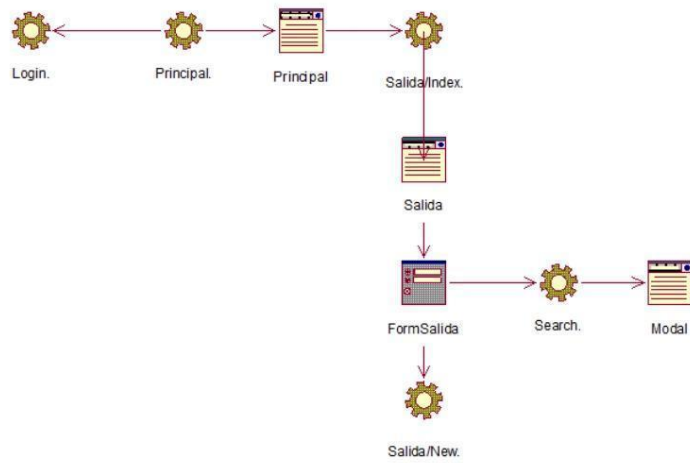 Login.
Principal.
Principal
Salida/Index.
Salida
FormSalida
Search.
Modal
Salida/New.